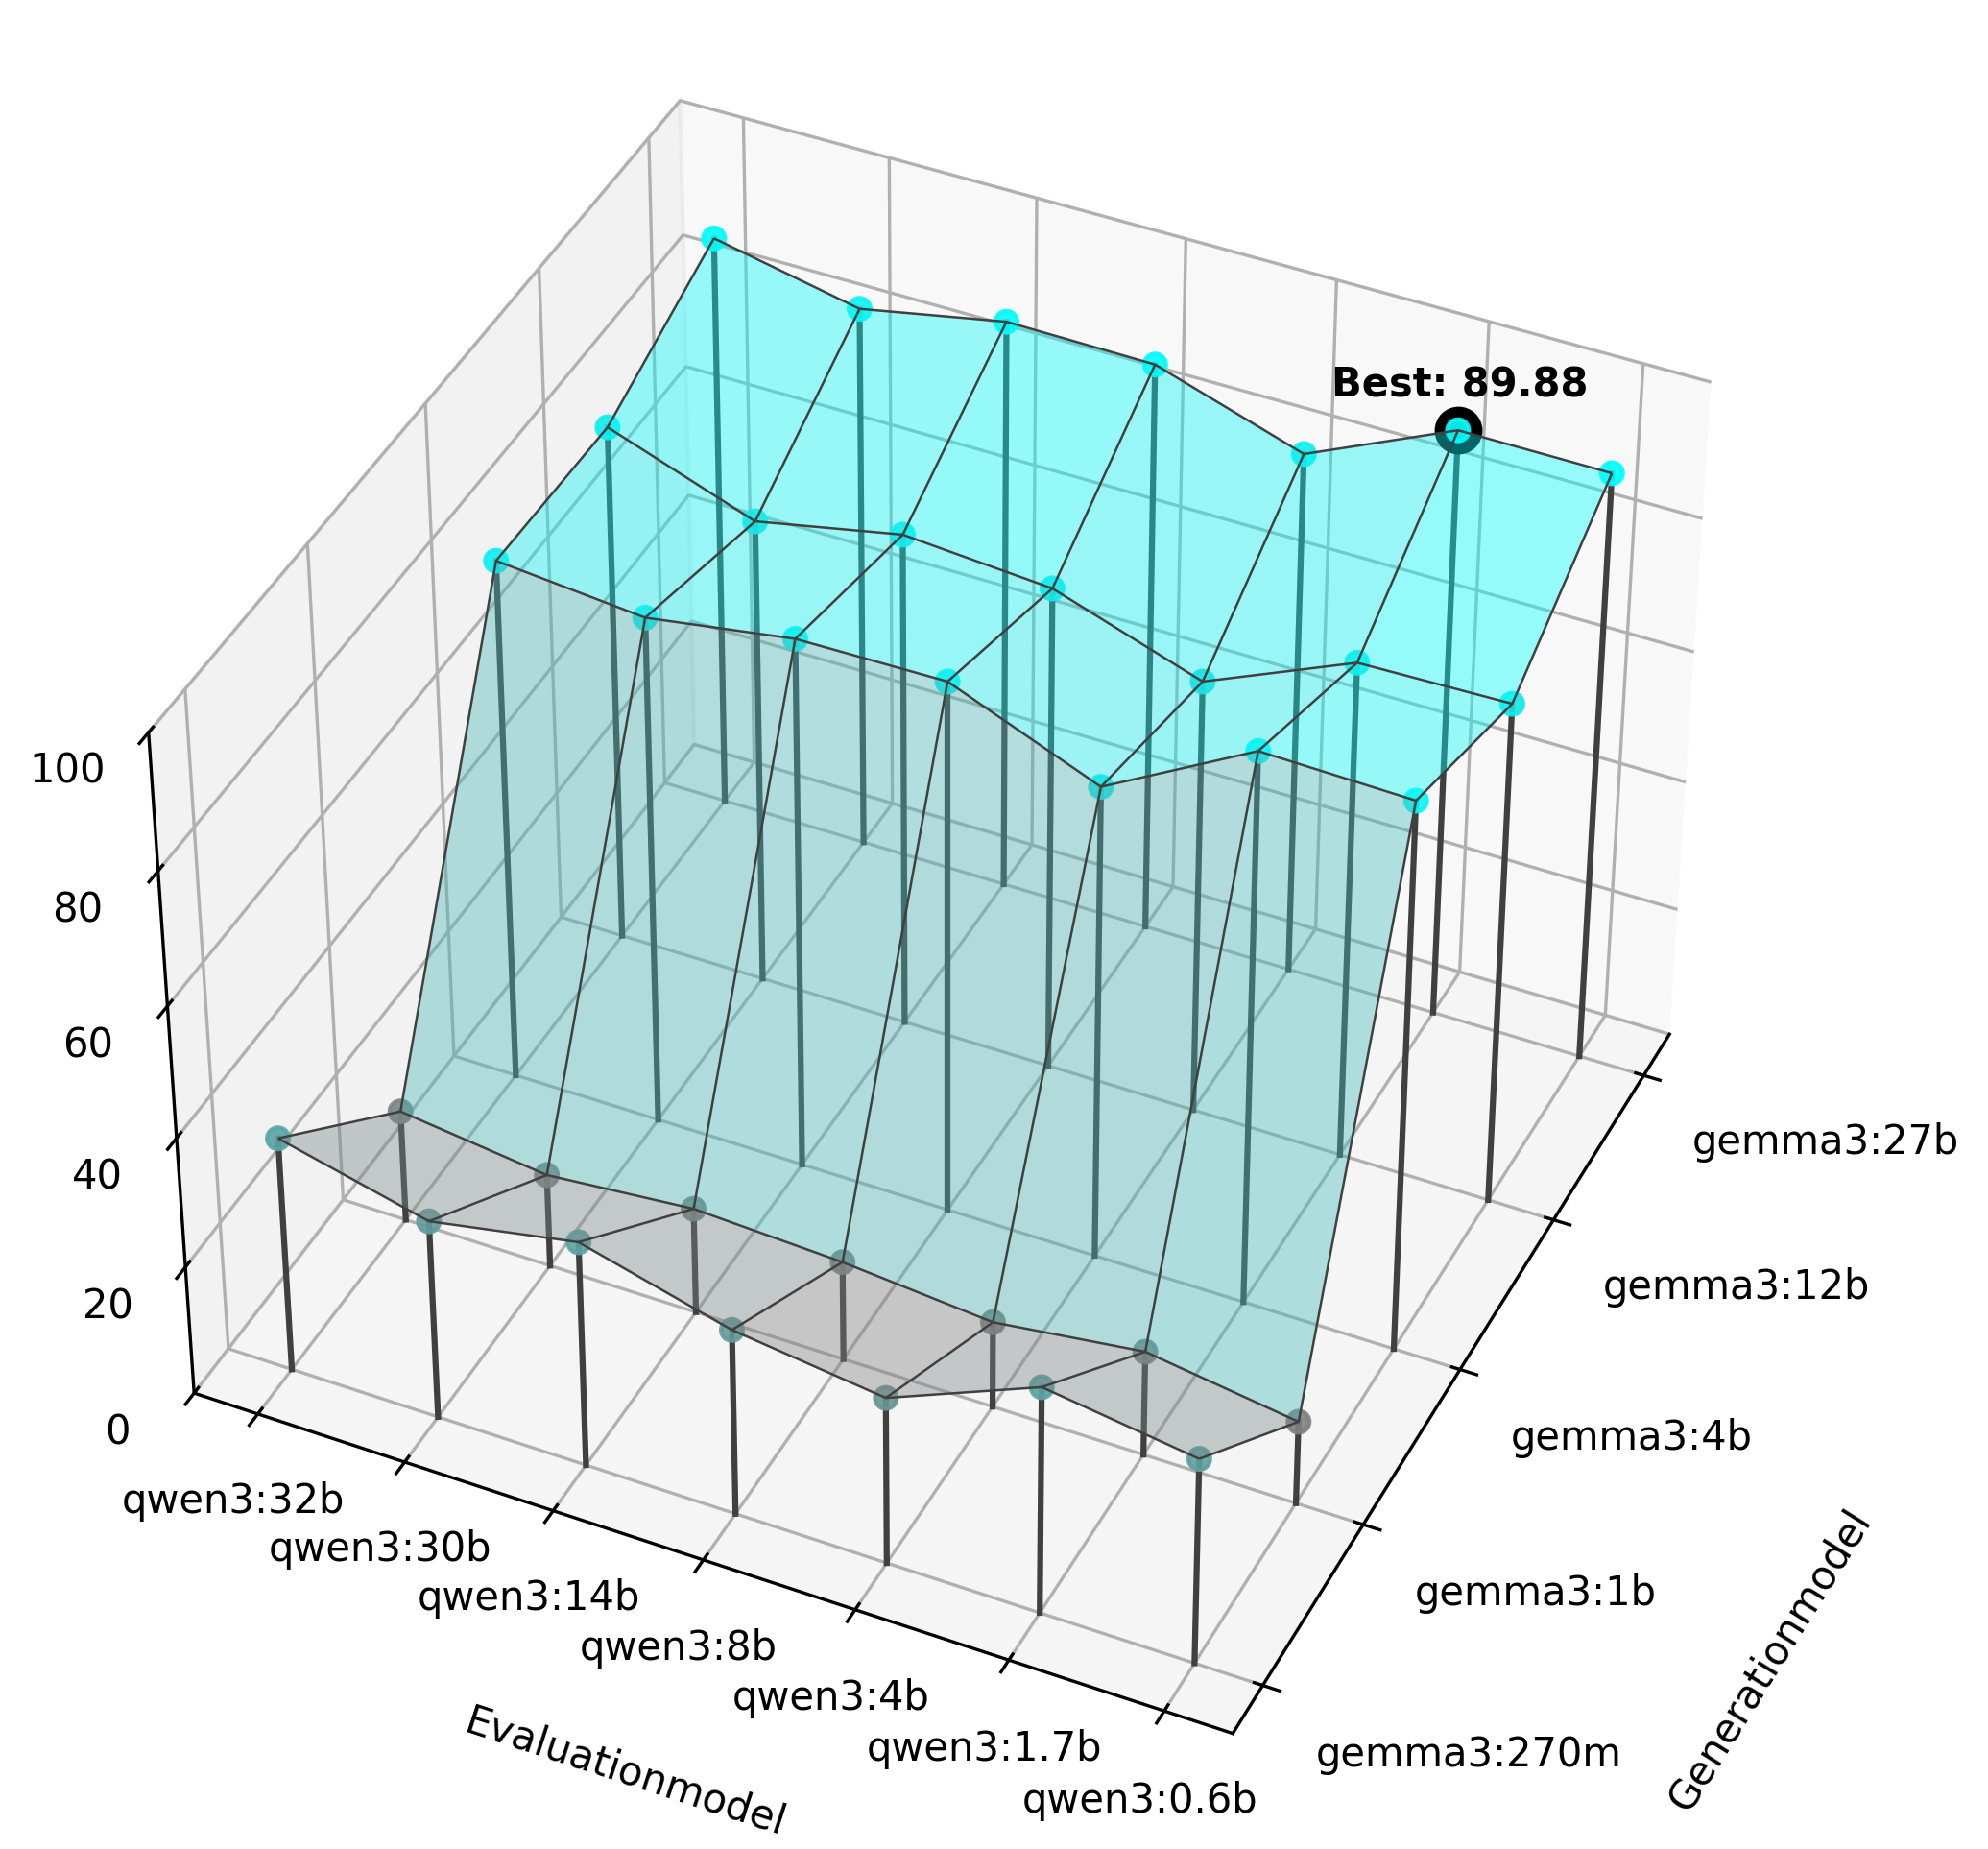 Best: 89.88
100
80
60
40
20
0
qwen3:32b
qwen3:30b
qwen3:14b
qwen3:8b
qwen3:4b
qwen3:1.7b
qwen3:0.6b
Evaluationmodel
gemma3:27b
gemma3:12b
gemma3:4b
gemma3:1b
gemma3:270m
Generationmodel